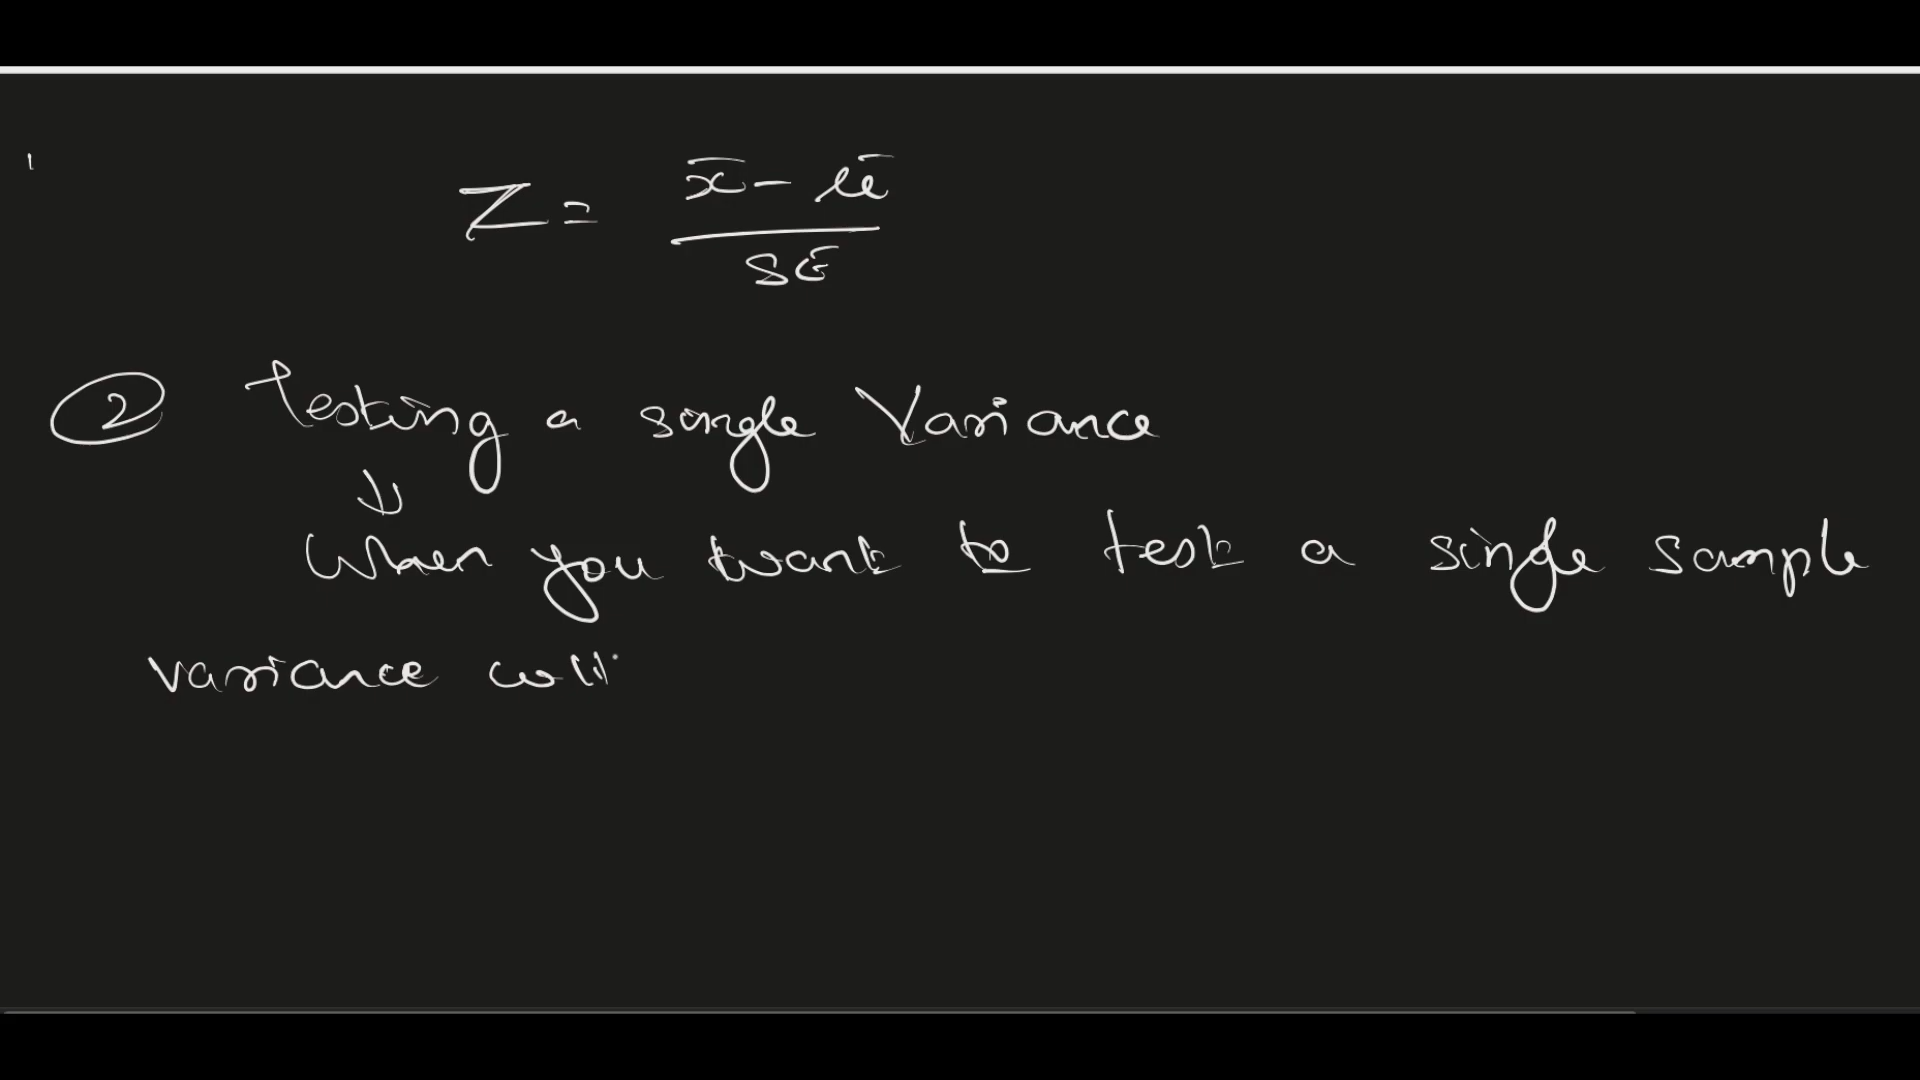 Z = x̄ - μ̄
SE
② Testing a single Variance
When you want to test a single sample
variance